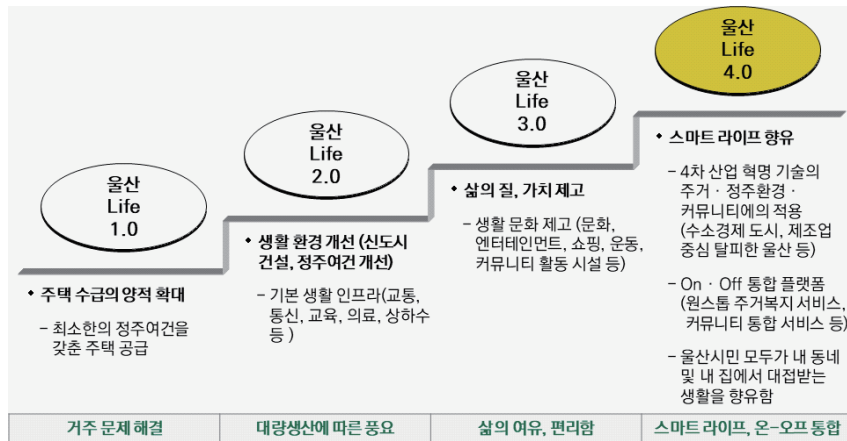 울산
Life
1.0
• 주택 수급의 양적 확대
– 최소한의 정주여건을
갖춘 주택 공급
거주 문제 해결
울산
Life
2.0
• 생활 환경 개선 (신도시
건설, 정주여건 개선)
– 기본 생활 인프라(교통,
통신, 교육, 의료, 상하수
등 )
대량생산에 따른 풍요
울산
Life
3.0
• 삶의 질, 가치 제고
– 생활 문화 제고 (문화,
엔터테인먼트, 쇼핑, 운동,
커뮤니티 활동 시설 등)
삶의 여유, 편리함
울산
Life
4.0
• 스마트 라이프 향유
– 4차 산업 혁명 기술의
주거 · 정주환경 ·
커뮤니티에의 적용
(수소경제 도시, 제조업
중심 탈피한 울산 등)
– On · Off 통합 플랫폼
(원스톱 주거복지 서비스,
커뮤니티 통합 서비스 등)
– 울산시민 모두가 내 동네
및 내 집에서 대접받는
생활을 향유함
스마트 라이프, 온-오프 통합